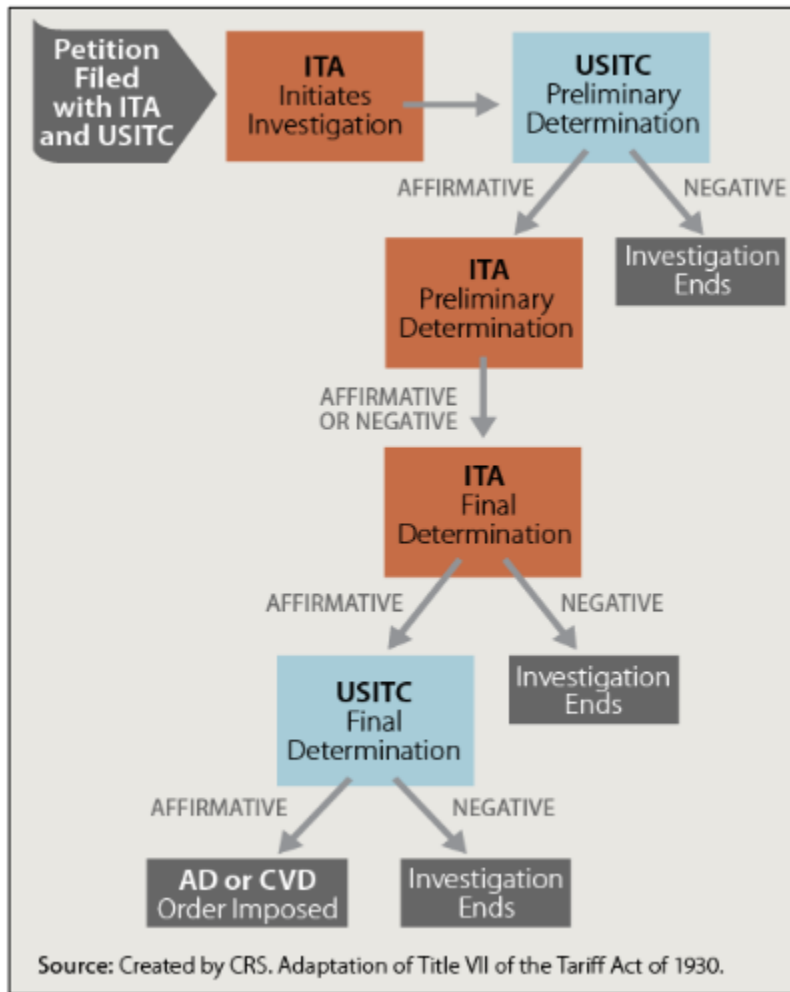 Petition
Filed
with ITA
and USITC
ITA
Initiates
Investigation
USITC
Preliminary
Determination
AFFIRMATIVE
NEGATIVE
ITA
Preliminary
Determination
Investigation
Ends
AFFIRMATIVE
OR NEGATIVE
ITA
Final
Determination
AFFIRMATIVE
NEGATIVE
USITC
Final
Determination
Investigation
Ends
AFFIRMATIVE
NEGATIVE
AD or CVD
Order Imposed
Investigation
Ends
Source: Created by CRS. Adaptation of Title VII of the Tariff Act of 1930.